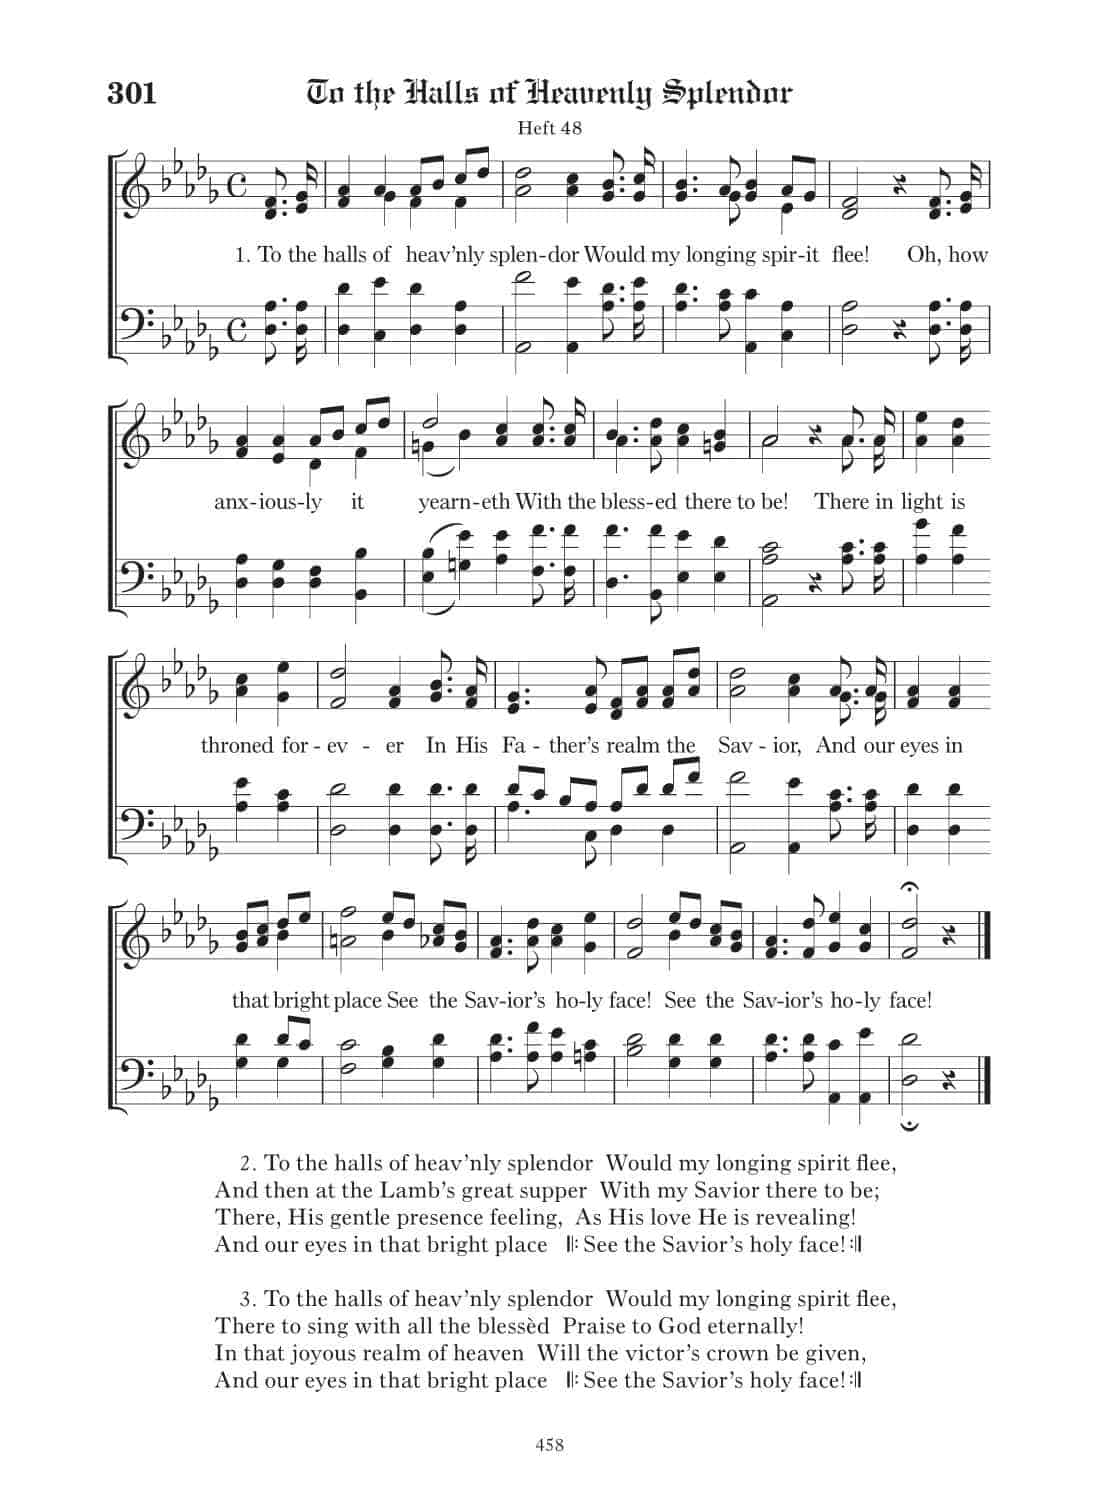 301 To the Halls of Heavenly Splendor
Heft 48
1. To the halls of heav’nly splen-dor Would my longing spir-it flee! Oh, how
anx-ious-ly it yearn-eth With the bless-ed there to be! There in light is
throned for - ev - er In His Fa - ther’s realm the Sav - ior, And our eyes in
that bright place See the Sav-ior’s ho-ly face! See the Sav-ior’s ho-ly face!
2. To the halls of heav’nly splendor Would my longing spirit flee,
And then at the Lamb’s great supper With my Savior there to be;
There, His gentle presence feeling, As His love He is revealing!
And our eyes in that bright place 𝄆 See the Savior’s holy face! 𝄇
3. To the halls of heav’nly splendor Would my longing spirit flee,
There to sing with all the blessèd Praise to God eternally!
In that joyous realm of heaven Will the victor’s crown be given,
And our eyes in that bright place 𝄆 See the Savior’s holy face! 𝄇
458